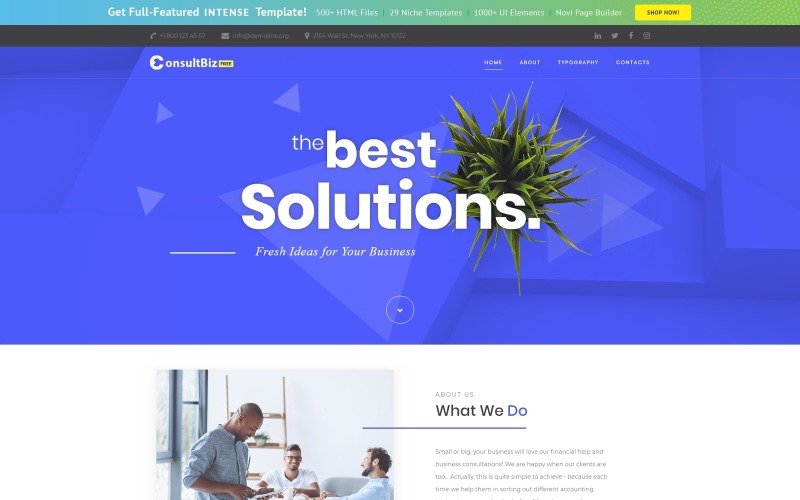 Get Full-Featured INTENSE Template! 500+ HTML Files | 29 Niche Templates | 1000+ UI Elements | Novi Page Builder SHOP NOW!
+1 800 123 45 67 info@demolink.org 2164 Wall St. New York, NY 10122
ConsultBiz FREE HOME ABOUT TYPOGRAPHY CONTACTS
the best
Solutions.
Fresh Ideas for Your Business
ABOUT US
What We Do
Small or big, your business will love our financial help and
business consultations! We are happy when our clients are
too... Actually, this is quite simple to achieve - because each
time we help them in sorting out different accounting